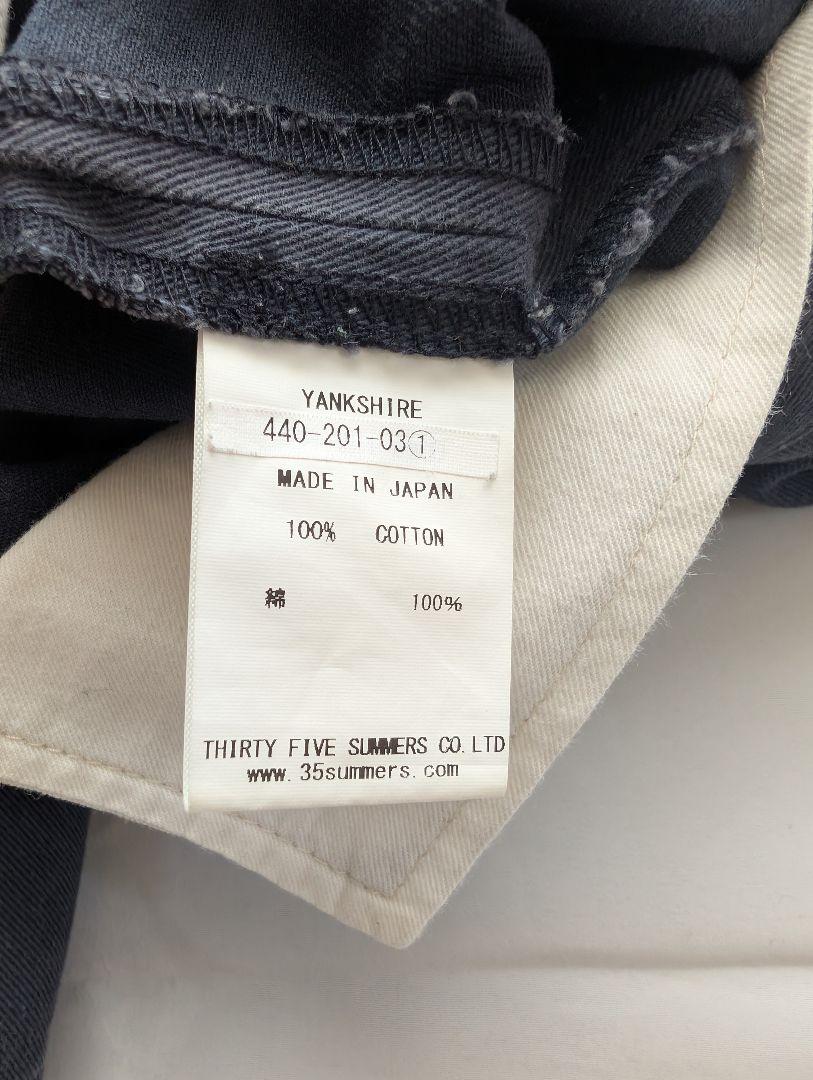 YANKSHIRE
440-201-03①
MADE IN JAPAN
100% COTTON
綿 100%
THIRTY FIVE SUMMERS CO.LTD
www.35summers.com